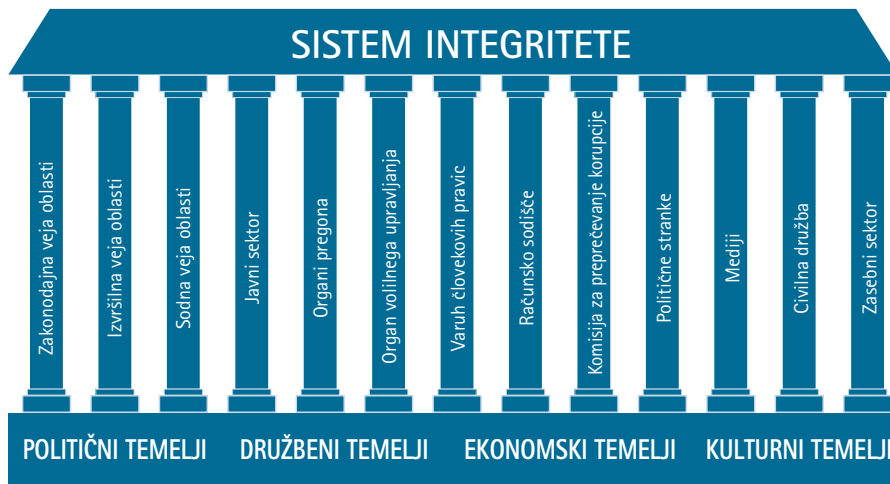 SISTEM INTEGRITETE
Zakonodajna veja oblasti
Izvršilna veja oblasti
Sodna veja oblasti
Javni sektor
Organi pregona
Organ volilnega upravljanja
Varuh človekovih pravic
Računsko sodišče
Komisija za preprečevanje korupcije
Politične stranke
Mediji
Civilna družba
Zasebni sektor
POLITIČNI TEMELJI
DRUŽBENI TEMELJI
EKONOMSKI TEMELJI
KULTURNI TEMELJI